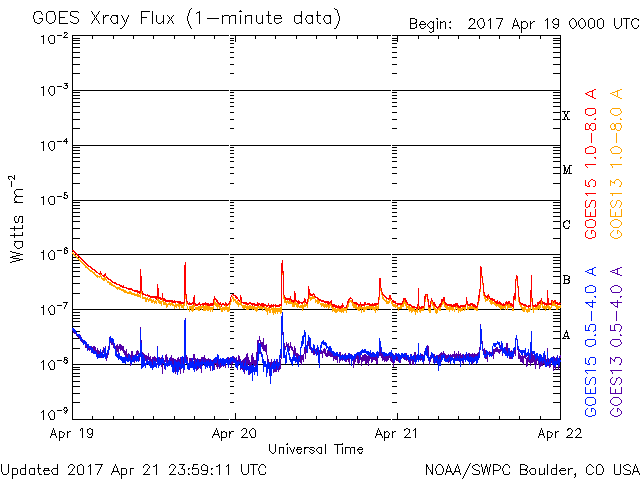 GOES Xray Flux (1-minute data)
Begin: 2017 Apr 19 0000 UTC
10-2
10-3
10-4
10-5
10-6
10-7
10-8
10-9
Watts m-2
X
M
C
B
A
GOES15 1.0-8.0 A
GOES13 1.0-8.0 A
GOES15 0.5-4.0 A
GOES13 0.5-4.0 A
Apr 19
Apr 20
Apr 21
Apr 22
Universal Time
Updated 2017 Apr 21 23:59:11 UTC
NOAA/SWPC Boulder, CO USA